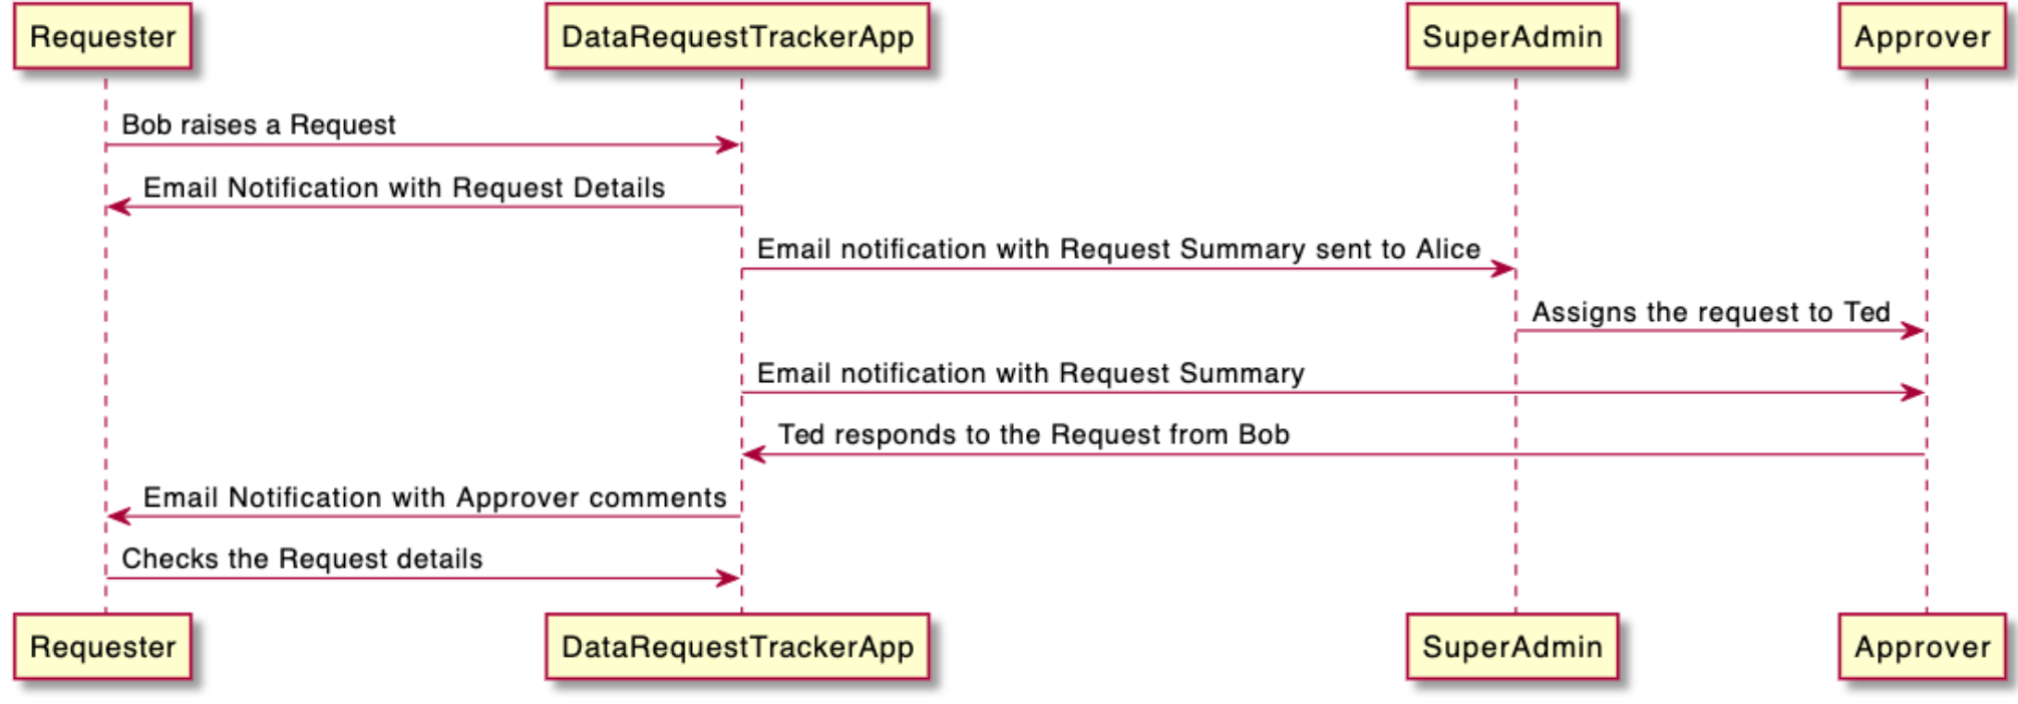 Requester DataRequestTrackerApp SuperAdmin Approver
Bob raises a Request
Email Notification with Request Details
Email notification with Request Summary sent to Alice
Assigns the request to Ted
Email notification with Request Summary
Ted responds to the Request from Bob
Email Notification with Approver comments
Checks the Request details
Requester DataRequestTrackerApp SuperAdmin Approver